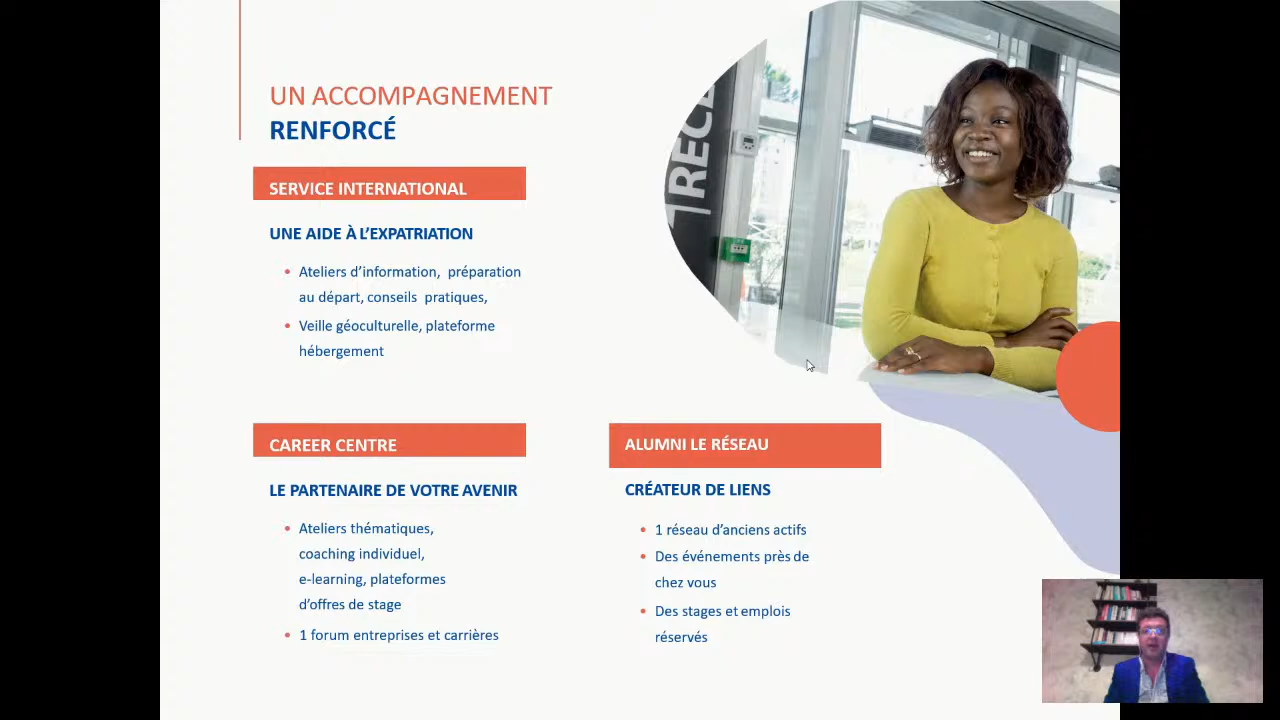 UN ACCOMPAGNEMENT
RENFORCÉ
SERVICE INTERNATIONAL
UNE AIDE À L'EXPATRIATION
• Ateliers d'information, préparation
au départ, conseils pratiques,
• Veille géoculturelle, plateforme
hébergement
CAREER CENTRE
LE PARTENAIRE DE VOTRE AVENIR
• Ateliers thématiques,
coaching individuel,
e-learning, plateformes
d'offres de stage
• 1 forum entreprises et carrières
ALUMNI LE RÉSEAU
CRÉATEUR DE LIENS
• 1 réseau d'anciens actifs
• Des événements près de
chez vous
• Des stages et emplois
réservés